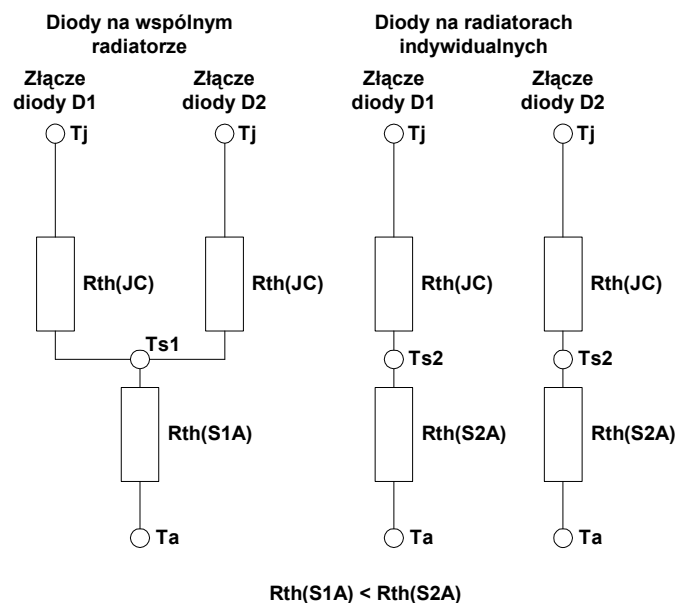 Diody na wspólnym
radiatorze
Diody na radiatorach
indywidualnych
Złącze
diody D1
Złącze
diody D2
Złącze
diody D1
Złącze
diody D2
Tj
Tj
Tj
Tj
Rth(JC)
Rth(JC)
Rth(JC)
Rth(JC)
Ts1
Ts2
Ts2
Rth(S1A)
Rth(S2A)
Rth(S2A)
Ta
Ta
Ta
Rth(S1A) < Rth(S2A)